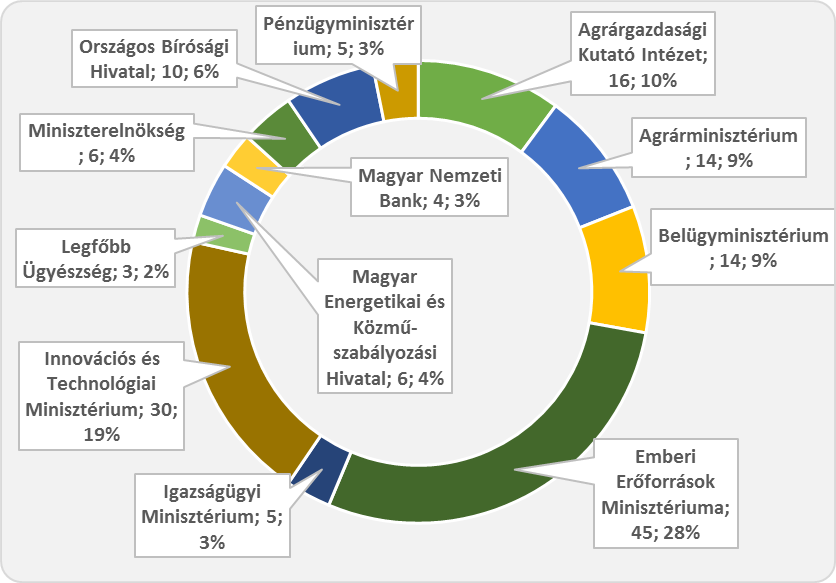 Pénzügyminisztér
ium; 5; 3%
Agrárgazdasági
Kutató Intézet;
16; 10%
Országos Bírósági
Hivatal; 10; 6%
Miniszterelnökség
; 6; 4%
Agrárminisztérium
; 14; 9%
Magyar Nemzeti
Bank; 4; 3%
Belügyminisztérium
; 14; 9%
Legfőbb
Ügyészség; 3; 2%
Magyar
Energetikai és
Közmű-
szabályozási
Hivatal; 6; 4%
Innovációs és
Technológiai
Minisztérium; 30;
19%
Emberi
Erőforrások
Minisztériuma;
45; 28%
Igazságügyi
Minisztérium; 5;
3%